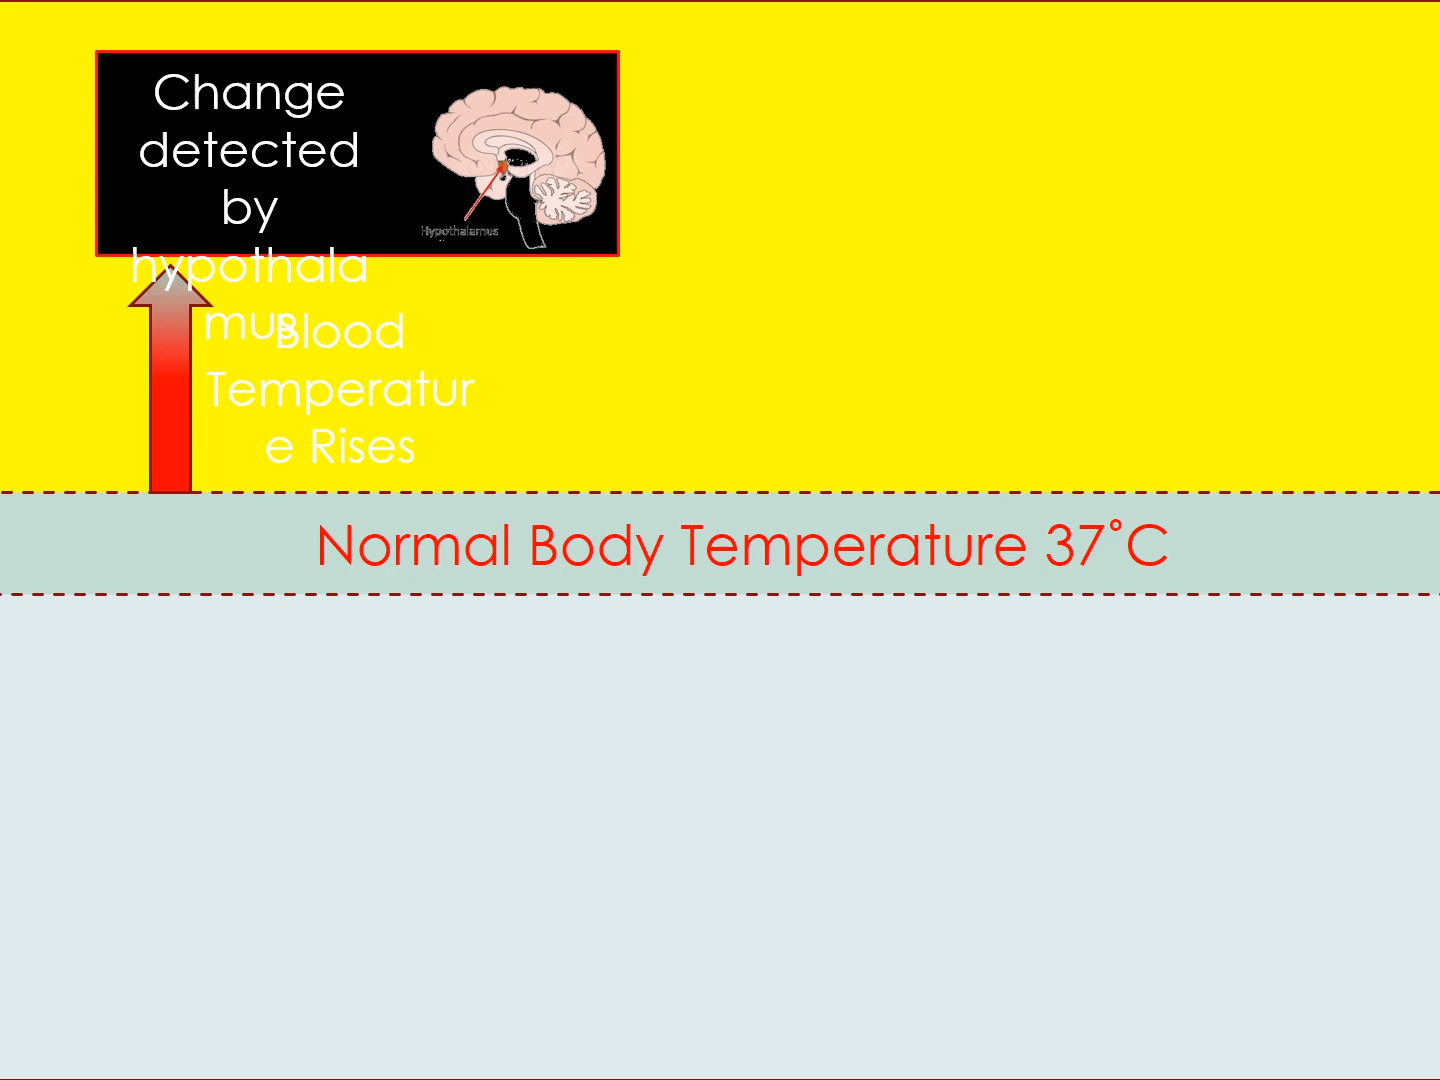 Change
detected
by
hypothala
mus
Hypothalamus
Blood
Temperatur
e Rises
Normal Body Temperature 37˚C